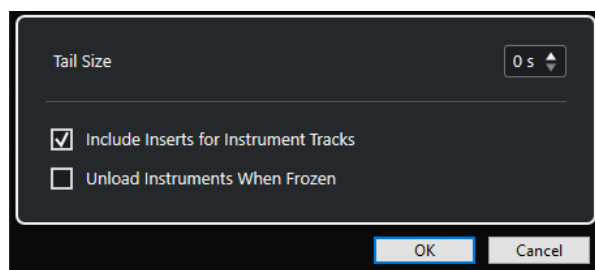 Tail Size
0 s
Include Inserts for Instrument Tracks
Unload Instruments When Frozen
OK
Cancel